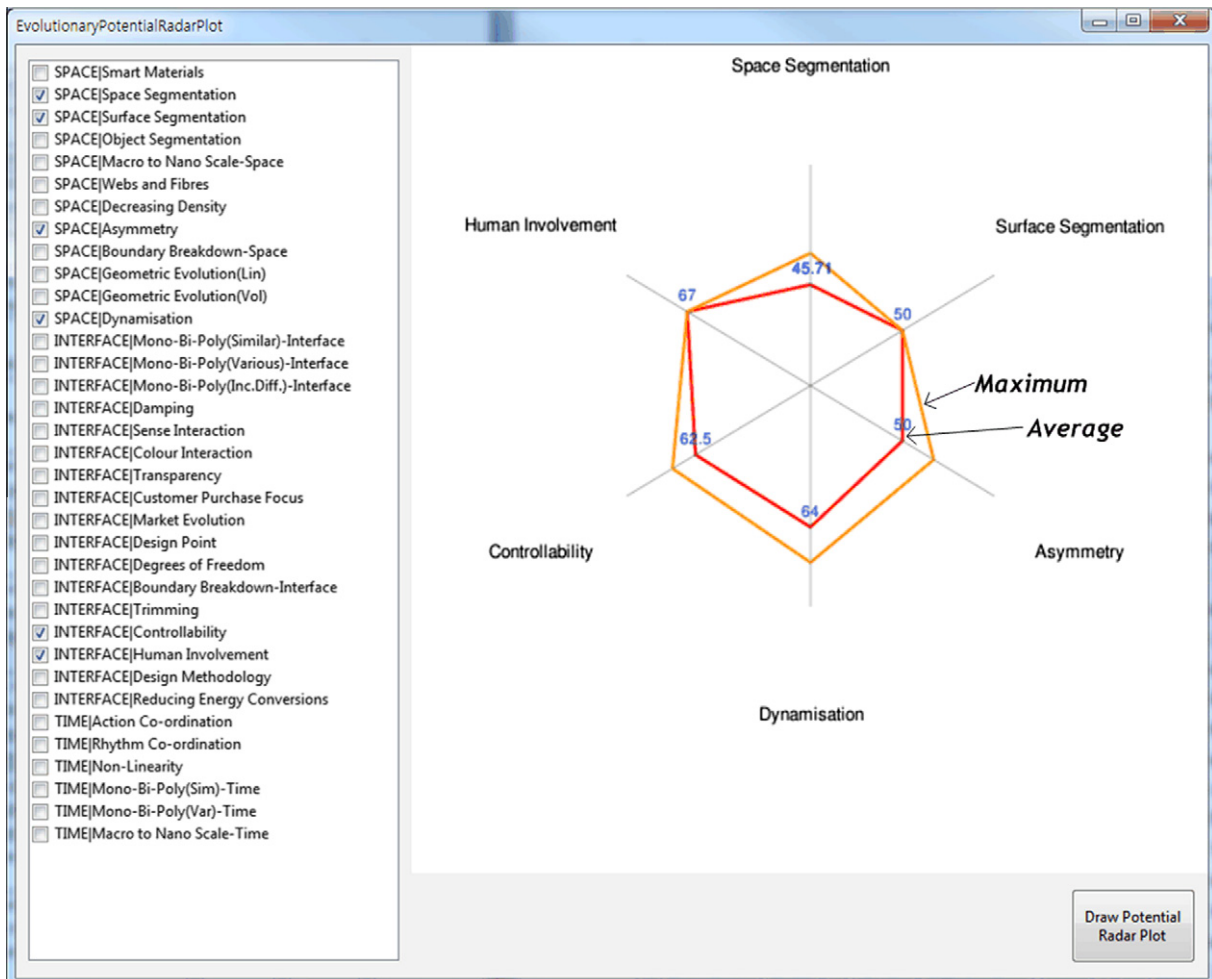 EvolutionaryPotentialRadarPlot
SPACE|Smart Materials
SPACE|Space Segmentation
SPACE|Surface Segmentation
SPACE|Object Segmentation
SPACE|Macro to Nano Scale-Space
SPACE|Webs and Fibres
SPACE|Decreasing Density
SPACE|Asymmetry
SPACE|Boundary Breakdown-Space
SPACE|Geometric Evolution(Lin)
SPACE|Geometric Evolution(Vol)
SPACE|Dynamisation
INTERFACE|Mono-Bi-Poly(Similar)-Interface
INTERFACE|Mono-Bi-Poly(Various)-Interface
INTERFACE|Mono-Bi-Poly(Inc.Diff.)-Interface
INTERFACE|Damping
INTERFACE|Sense Interaction
INTERFACE|Colour Interaction
INTERFACE|Transparency
INTERFACE|Customer Purchase Focus
INTERFACE|Market Evolution
INTERFACE|Design Point
INTERFACE|Degrees of Freedom
INTERFACE|Boundary Breakdown-Interface
INTERFACE|Trimming
INTERFACE|Controllability
INTERFACE|Human Involvement
INTERFACE|Design Methodology
INTERFACE|Reducing Energy Conversions
TIME|Action Co-ordination
TIME|Rhythm Co-ordination
TIME|Non-Linearity
TIME|Mono-Bi-Poly(Sim)-Time
TIME|Mono-Bi-Poly(Var)-Time
TIME|Macro to Nano Scale-Time
Space Segmentation
Human Involvement
Surface Segmentation
45.71
67
50
Maximum
Average
50
62.5
64
Controllability
Asymmetry
Dynamisation
Draw Potential
Radar Plot